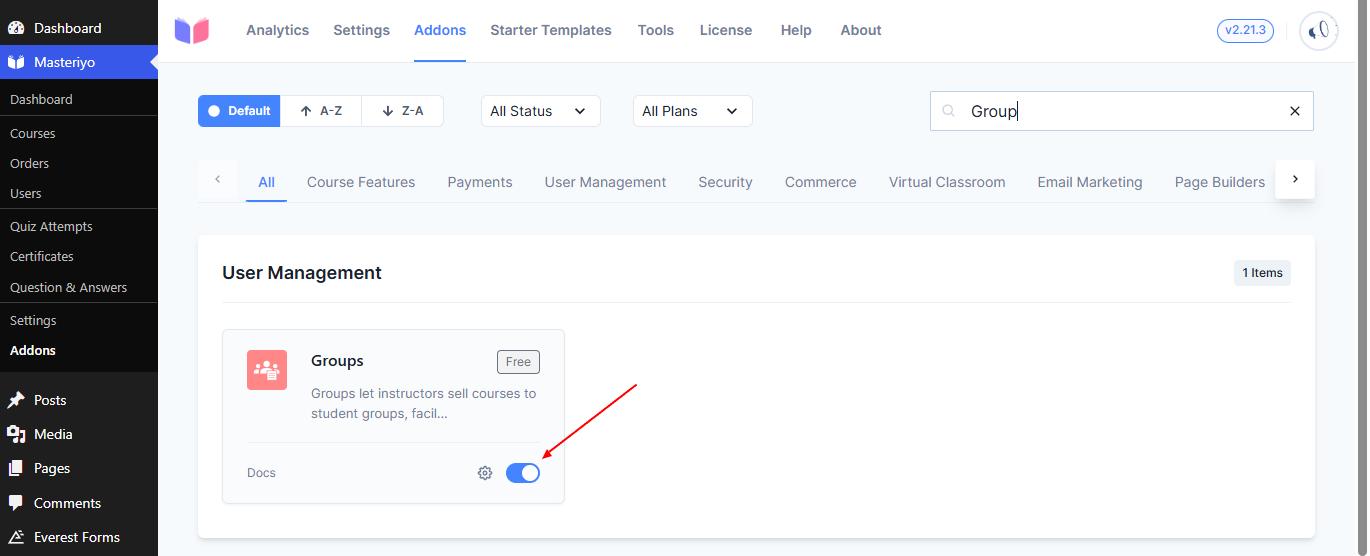 Dashboard
Masteriyo
Dashboard
Courses
Orders
Users
Quiz Attempts
Certificates
Question & Answers
Settings
Addons
Posts
Media
Pages
Comments
Everest Forms
Analytics Settings Addons Starter Templates Tools License Help About v2.21.3
Default A-Z Z-A All Status All Plans Group
All Course Features Payments User Management Security Commerce Virtual Classroom Email Marketing Page Builders
User Management 1 Items
Groups Free
Groups let instructors sell courses to
student groups, facil...
Docs